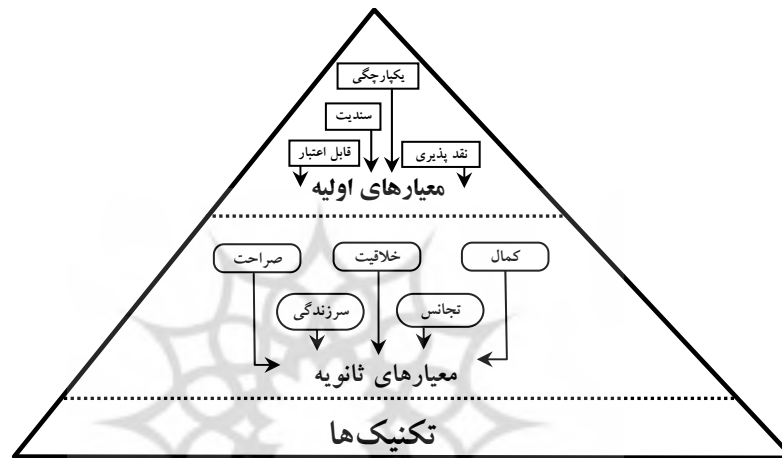 یکپارچگی
سندیت
نقد پذیری
قابل اعتبار
معیارهای اولیه
کمال
خلاقیت
صراحت
تجانس
سرزندگی
معیارهای ثانویه
تکنیک‌ها